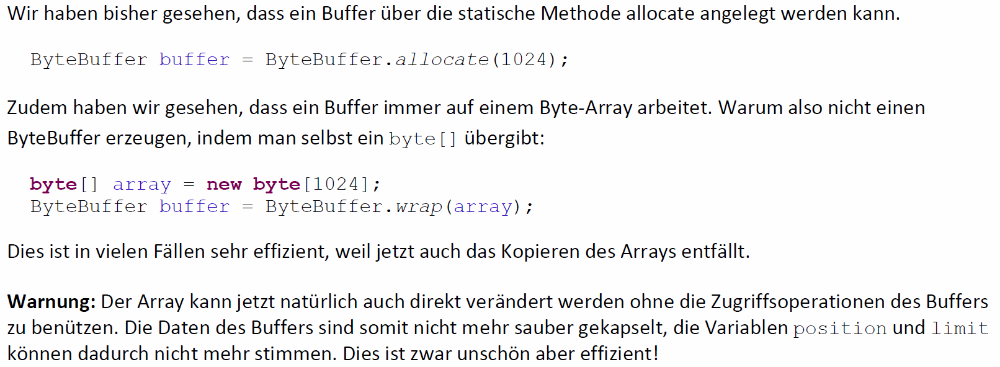 Wir haben bisher gesehen, dass ein Buffer über die statische Methode allocate angelegt werden kann.
ByteBuffer buffer = ByteBuffer.allocate(1024);
Zudem haben wir gesehen, dass ein Buffer immer auf einem Byte-Array arbeitet. Warum also nicht einen
ByteBuffer erzeugen, indem man selbst ein byte[] übergibt:
byte[] array = new byte[1024];
ByteBuffer buffer = ByteBuffer.wrap(array);
Dies ist in vielen Fällen sehr effizient, weil jetzt auch das Kopieren des Arrays entfällt.
Warnung: Der Array kann jetzt natürlich auch direkt verändert werden ohne die Zugriffsoperationen des Buffers
zu benützen. Die Daten des Buffers sind somit nicht mehr sauber gekapselt, die Variablen position und limit
können dadurch nicht mehr stimmen. Dies ist zwar unschön aber effizient!